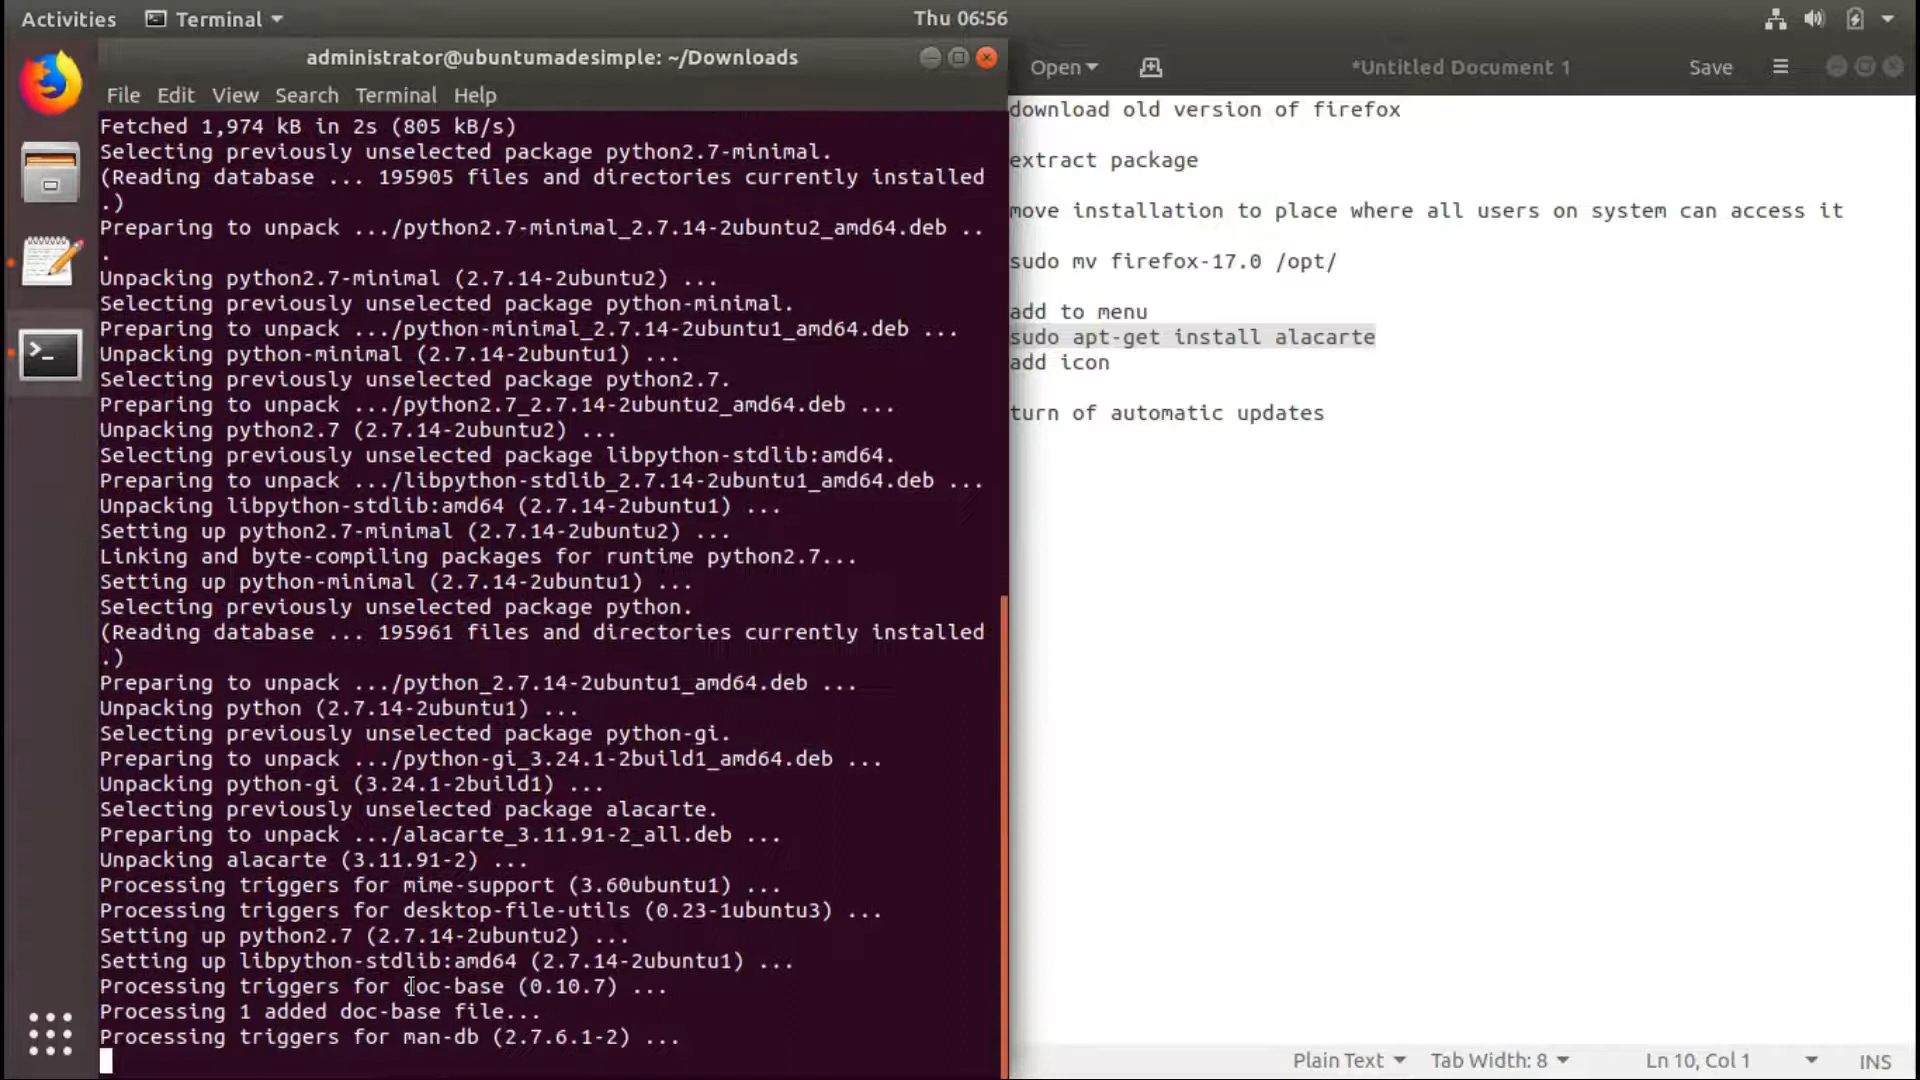 Activities
Terminal
Thu 06:56
administrator@ubuntumadesimple: ~/Downloads
File Edit View Search Terminal Help
Fetched 1,974 kB in 2s (805 kB/s)
Selecting previously unselected package python2.7-minimal.
(Reading database ... 195905 files and directories currently installed
.)
Preparing to unpack .../python2.7-minimal_2.7.14-2ubuntu2_amd64.deb ..
.
Unpacking python2.7-minimal (2.7.14-2ubuntu2) ...
Selecting previously unselected package python-minimal.
Preparing to unpack .../python-minimal_2.7.14-2ubuntu1_amd64.deb ...
Unpacking python-minimal (2.7.14-2ubuntu1) ...
Selecting previously unselected package python2.7.
Preparing to unpack .../python2.7_2.7.14-2ubuntu2_amd64.deb ...
Unpacking python2.7 (2.7.14-2ubuntu2) ...
Selecting previously unselected package libpython-stdlib:amd64.
Preparing to unpack .../libpython-stdlib_2.7.14-2ubuntu1_amd64.deb ...
Unpacking libpython-stdlib:amd64 (2.7.14-2ubuntu1) ...
Setting up python2.7-minimal (2.7.14-2ubuntu2) ...
Linking and byte-compiling packages for runtime python2.7...
Setting up python-minimal (2.7.14-2ubuntu1) ...
Selecting previously unselected package python.
(Reading database ... 195961 files and directories currently installed
.)
Preparing to unpack .../python_2.7.14-2ubuntu1_amd64.deb ...
Unpacking python (2.7.14-2ubuntu1) ...
Selecting previously unselected package python-gi.
Preparing to unpack .../python-gi_3.24.1-2build1_amd64.deb ...
Unpacking python-gi (3.24.1-2build1) ...
Selecting previously unselected package alacarte.
Preparing to unpack .../alacarte_3.11.91-2_all.deb ...
Unpacking alacarte (3.11.91-2) ...
Processing triggers for mime-support (3.60ubuntu1) ...
Processing triggers for desktop-file-utils (0.23-1ubuntu3) ...
Setting up python2.7 (2.7.14-2ubuntu2) ...
Setting up libpython-stdlib:amd64 (2.7.14-2ubuntu1) ...
Processing triggers for doc-base (0.10.7) ...
Processing 1 added doc-base file...
Processing triggers for man-db (2.7.6.1-2) ...
Open
*Untitled Document 1
Save
download old version of firefox
extract package
move installation to place where all users on system can access it
sudo mv firefox-17.0 /opt/
add to menu
sudo apt-get install alacarte
add icon
turn of automatic updates
Plain Text
Tab Width: 8
Ln 10, Col 1
INS